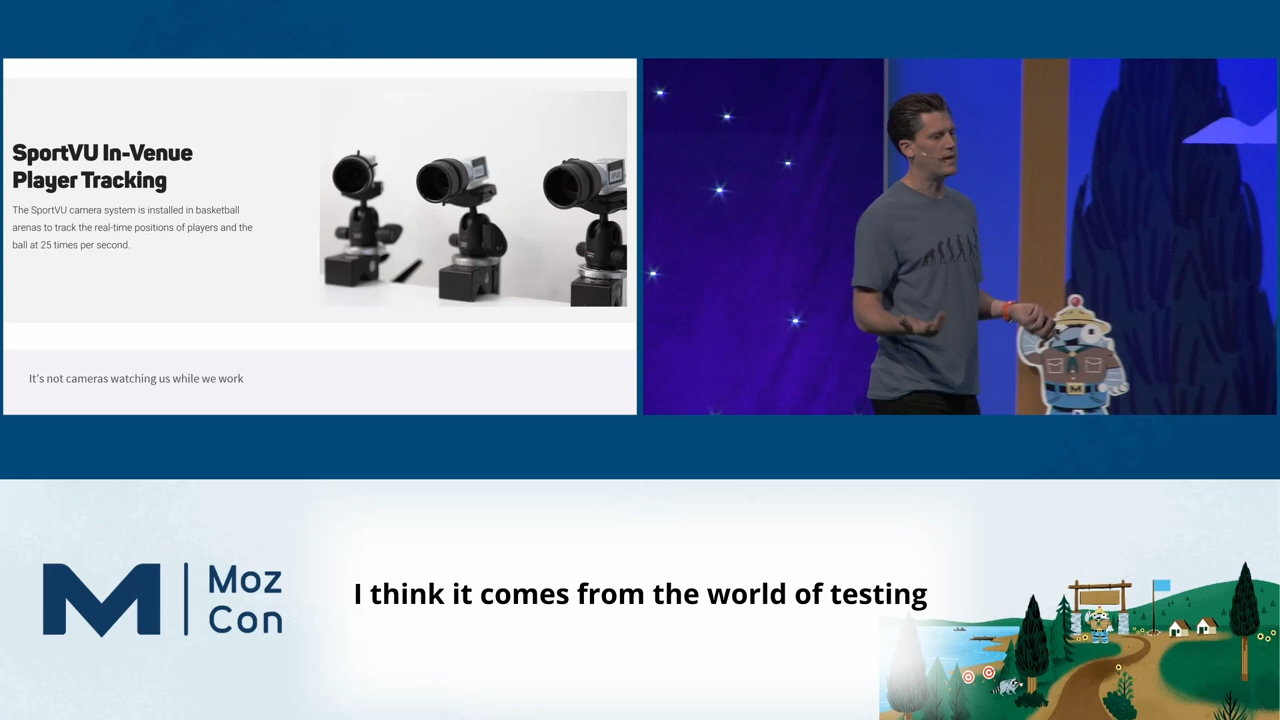 SportVU In-Venue
Player Tracking
The SportVU camera system is installed in basketball
arenas to track the real-time positions of players and the
ball at 25 times per second.
It's not cameras watching us while we work
Moz
Con
I think it comes from the world of testing